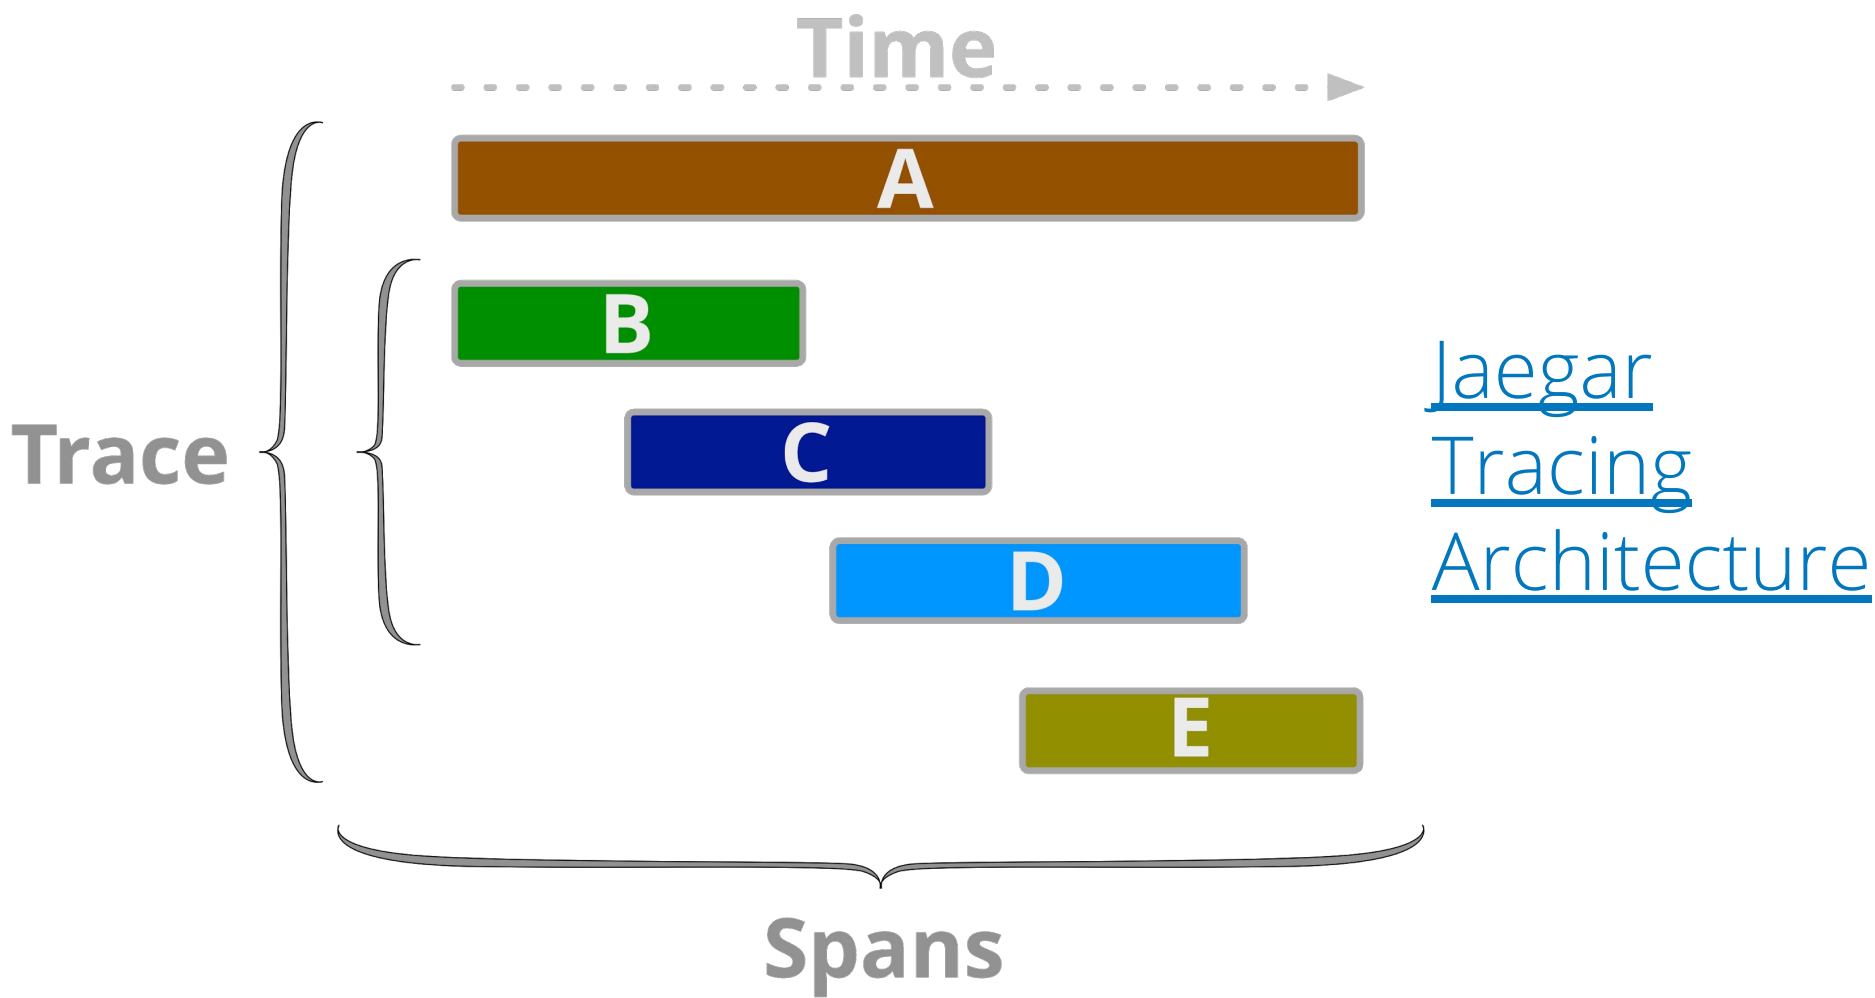 Time
A
B
C
D
E
Trace
Spans
Jaegar
Tracing
Architecture